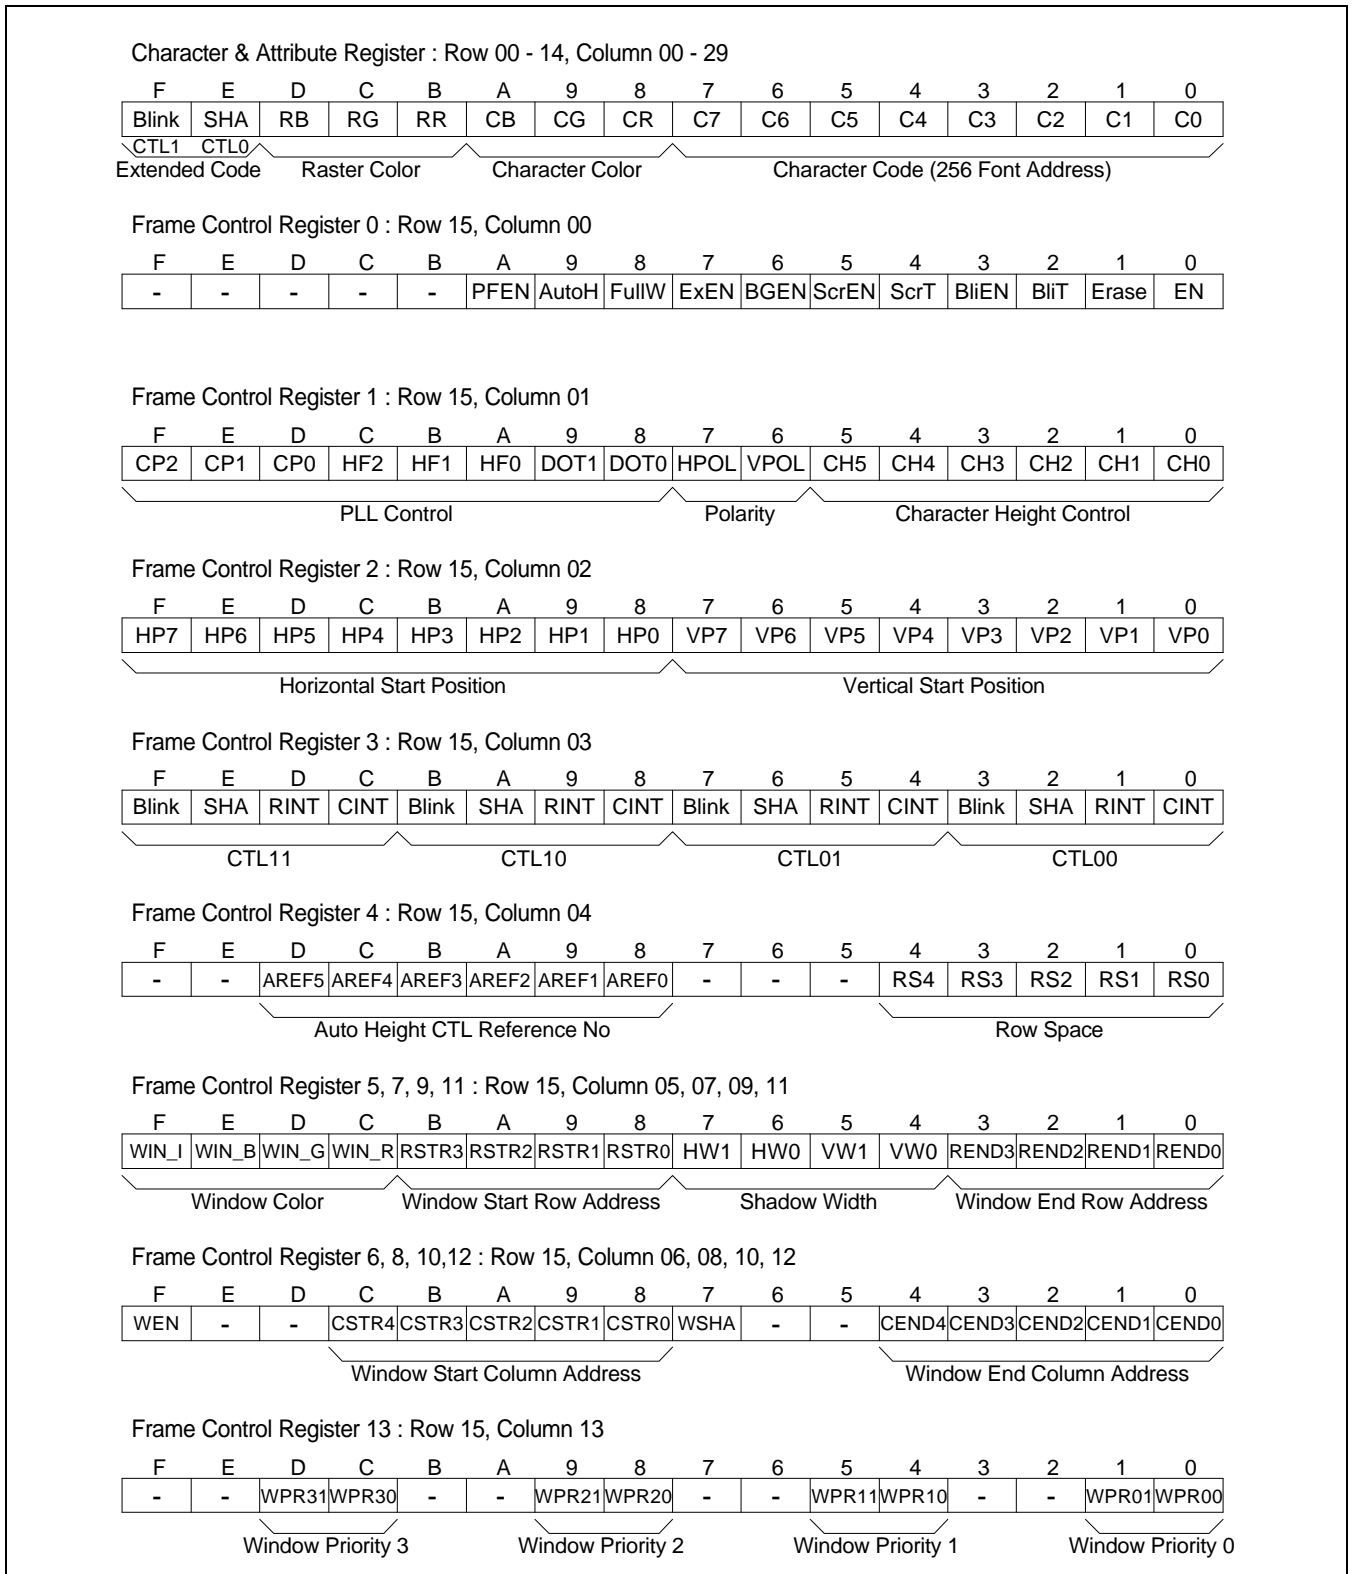 Character & Attribute Register : Row 00 - 14, Column 00 - 29
F E D C B A 9 8 7 6 5 4 3 2 1 0
Blink SHA RB RG RR CB CG CR C7 C6 C5 C4 C3 C2 C1 C0
CTL1 CTL0
Extended Code Raster Color Character Color Character Code (256 Font Address)
Frame Control Register 0 : Row 15, Column 00
F E D C B A 9 8 7 6 5 4 3 2 1 0
- - - - - PFEN AutoH FullW ExEN BGEN ScrEN ScrT BliEN BliT Erase EN
Frame Control Register 1 : Row 15, Column 01
F E D C B A 9 8 7 6 5 4 3 2 1 0
CP2 CP1 CP0 HF2 HF1 HF0 DOT1 DOT0 HPOL VPOL CH5 CH4 CH3 CH2 CH1 CH0
PLL Control Polarity Character Height Control
Frame Control Register 2 : Row 15, Column 02
F E D C B A 9 8 7 6 5 4 3 2 1 0
HP7 HP6 HP5 HP4 HP3 HP2 HP1 HP0 VP7 VP6 VP5 VP4 VP3 VP2 VP1 VP0
Horizontal Start Position Vertical Start Position
Frame Control Register 3 : Row 15, Column 03
F E D C B A 9 8 7 6 5 4 3 2 1 0
Blink SHA RINT CINT Blink SHA RINT CINT Blink SHA RINT CINT Blink SHA RINT CINT
CTL11 CTL10 CTL01 CTL00
Frame Control Register 4 : Row 15, Column 04
F E D C B A 9 8 7 6 5 4 3 2 1 0
- - AREF5 AREF4 AREF3 AREF2 AREF1 AREF0 - - - RS4 RS3 RS2 RS1 RS0
Auto Height CTL Reference No Row Space
Frame Control Register 5, 7, 9, 11 : Row 15, Column 05, 07, 09, 11
F E D C B A 9 8 7 6 5 4 3 2 1 0
WIN_I WIN_B WIN_G WIN_R RSTR3 RSTR2 RSTR1 RSTR0 HW1 HW0 VW1 VW0 REND3 REND2 REND1 REND0
Window Color Window Start Row Address Shadow Width Window End Row Address
Frame Control Register 6, 8, 10,12 : Row 15, Column 06, 08, 10, 12
F E D C B A 9 8 7 6 5 4 3 2 1 0
WEN - - CSTR4 CSTR3 CSTR2 CSTR1 CSTR0 WSHA - - CEND4 CEND3 CEND2 CEND1 CEND0
Window Start Column Address Window End Column Address
Frame Control Register 13 : Row 15, Column 13
F E D C B A 9 8 7 6 5 4 3 2 1 0
- - WPR31 WPR30 - - WPR21 WPR20 - - WPR11 WPR10 - - WPR01 WPR00
Window Priority 3 Window Priority 2 Window Priority 1 Window Priority 0